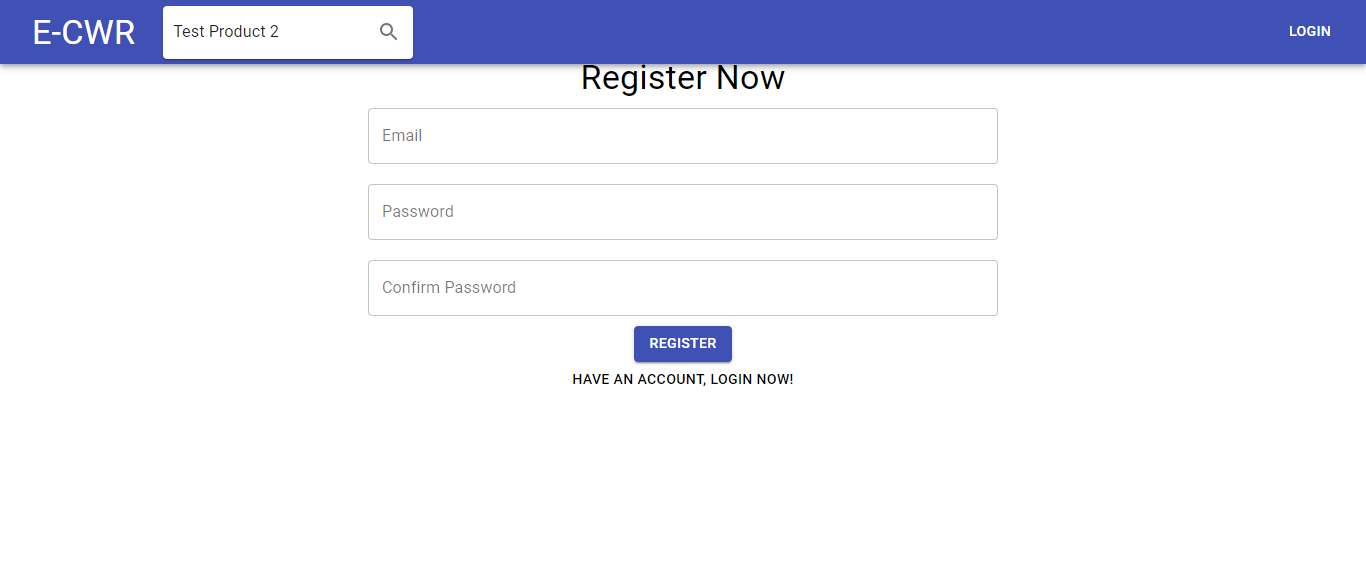 E-CWR
Test Product 2
LOGIN
Register Now
Email
Password
Confirm Password
REGISTER
HAVE AN ACCOUNT, LOGIN NOW!